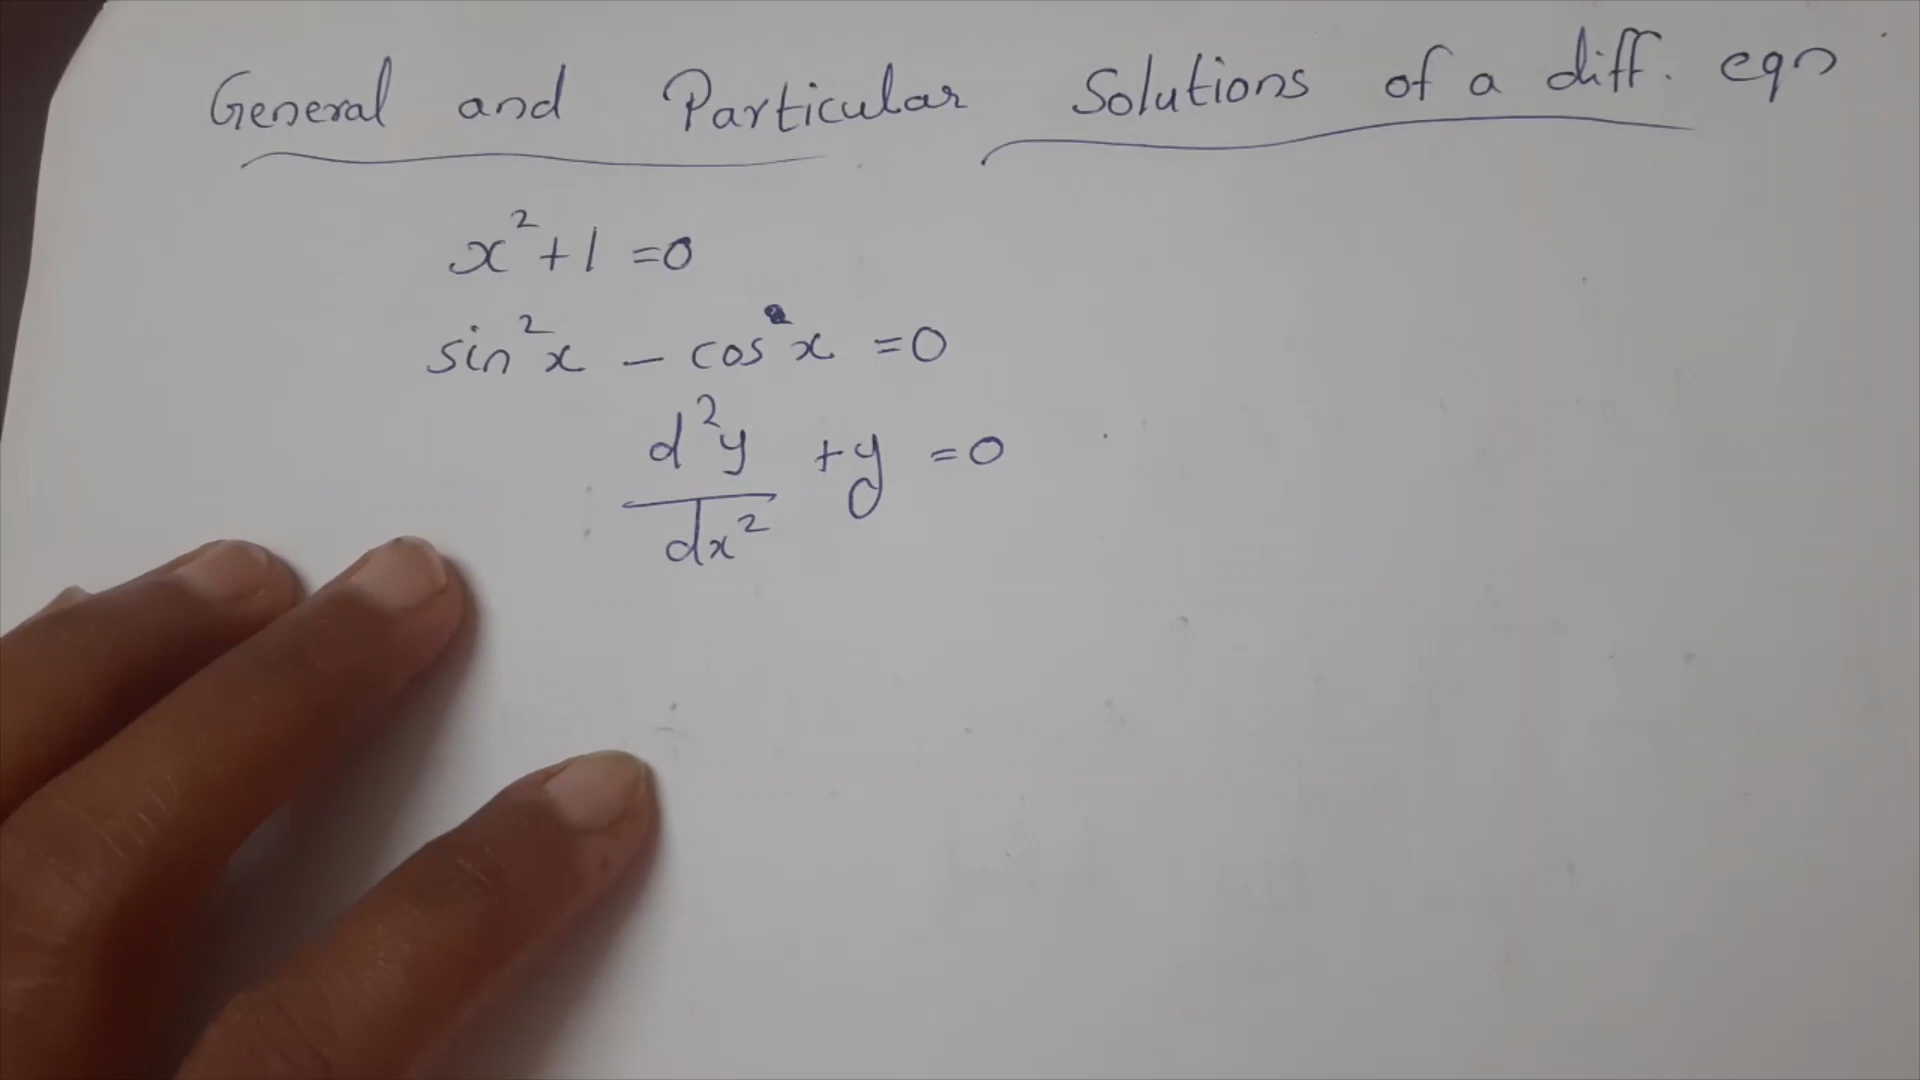 General and Particular Solutions of a diff. eqn
x² + 1 = 0
sin²x - cos²x = 0
d²y/dx² + y = 0